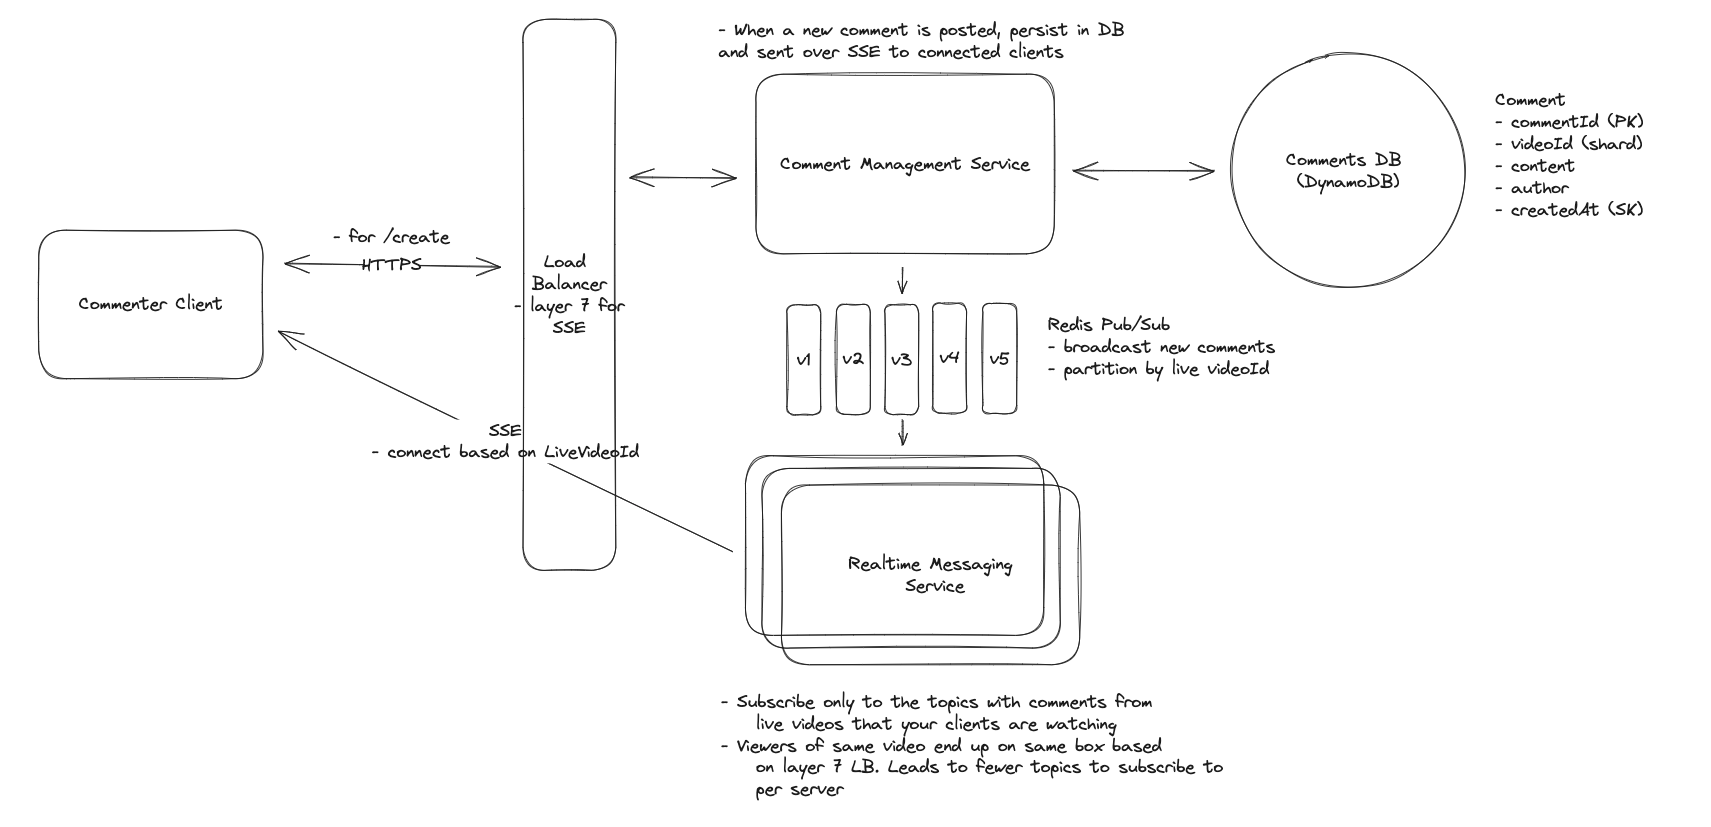 - When a new comment is posted, persist in DB
and sent over SSE to connected clients
Comment Management Service
Comments DB
(DynamoDB)
Comment
- commentId (PK)
- videoId (shard)
- content
- author
- createdAt (SK)
- for /create
HTTPS
Commenter Client
Load
Balancer
- layer 7 for
SSE
v1
v2
v3
v4
v5
Redis Pub/Sub
- broadcast new comments
- partition by live videoId
SSE
- connect based on LiveVideoId
Realtime Messaging
Service
- Subscribe only to the topics with comments from
live videos that your clients are watching
- Viewers of same video end up on same box based
on layer 7 LB. Leads to fewer topics to subscribe to
per server